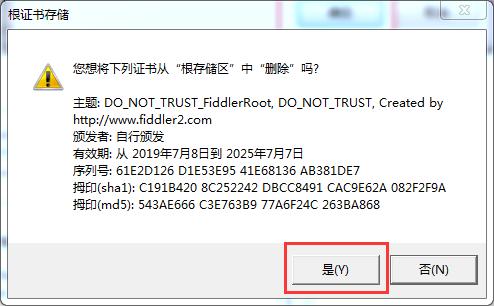 根证书存储
您想将下列证书从“根存储区”中“删除”吗?
主题: DO_NOT_TRUST_FiddlerRoot, DO_NOT_TRUST, Created by
http://www.fiddler2.com
颁发者: 自行颁发
有效期: 从 2019年7月8日到 2025年7月7日
序列号: 61E2D126 D1E53E95 41E68136 AB381DE7
拇印(sha1): C191B420 8C252242 DBCC8491 CAC9E62A 082F2F9A
拇印(md5): 543AE666 C3E763B9 77A6F24C 263BA868
是(Y)
否(N)